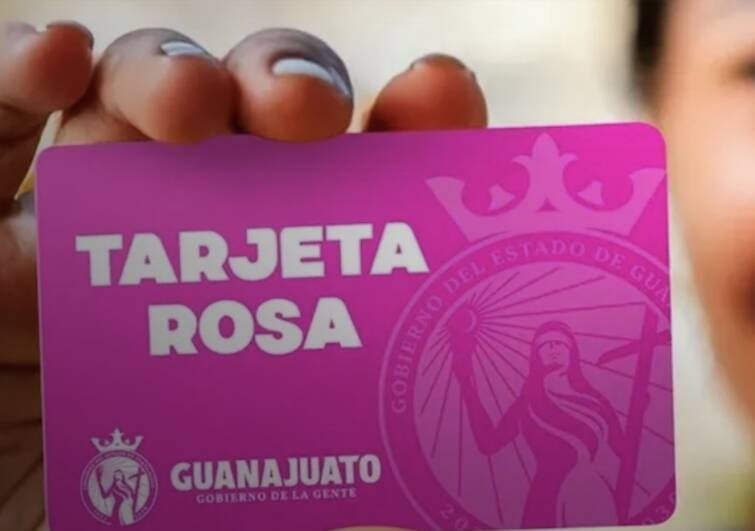 TARJETA
ROSA
GOBIERNO DEL ESTADO DE GUA
GUANAJUATO
GOBIERNO DE LA GENTE